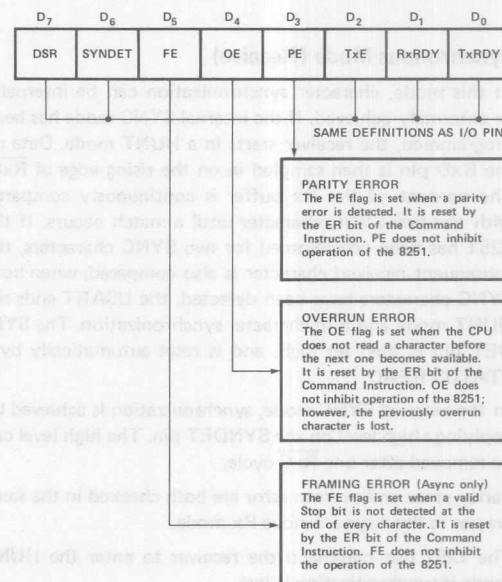 D7 D6 D5 D4 D3 D2 D1 D0
DSR SYNDET FE OE PE TxE RxRDY TxRDY
SAME DEFINITIONS AS I/O PIN
PARITY ERROR
The PE flag is set when a parity
error is detected. It is reset by
the ER bit of the Command
Instruction. PE does not inhibit
operation of the 8251.
OVERRUN ERROR
The OE flag is set when the CPU
does not read a character before
the next one becomes available.
It is reset by the ER bit of the
Command Instruction. OE does
not inhibit operation of the 8251;
however, the previously overrun
character is lost.
FRAMING ERROR (Async only)
The FE flag is set when a valid
Stop bit is not detected at the
end of every character. It is reset
by the ER bit of the Command
Instruction. FE does not inhibit
the operation of the 8251.